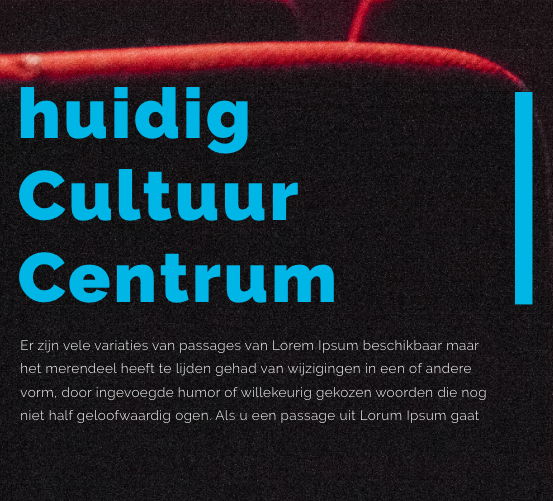 huidig
Cultuur
Centrum
Er zijn vele variaties van passages van Lorem Ipsum beschikbaar maar
het merendeel heeft te lijden gehad van wijzigingen in een of andere
vorm, door ingevoegde humor of willekeurig gekozen woorden die nog
niet half geloofwaardig ogen. Als u een passage uit Lorum Ipsum gaat